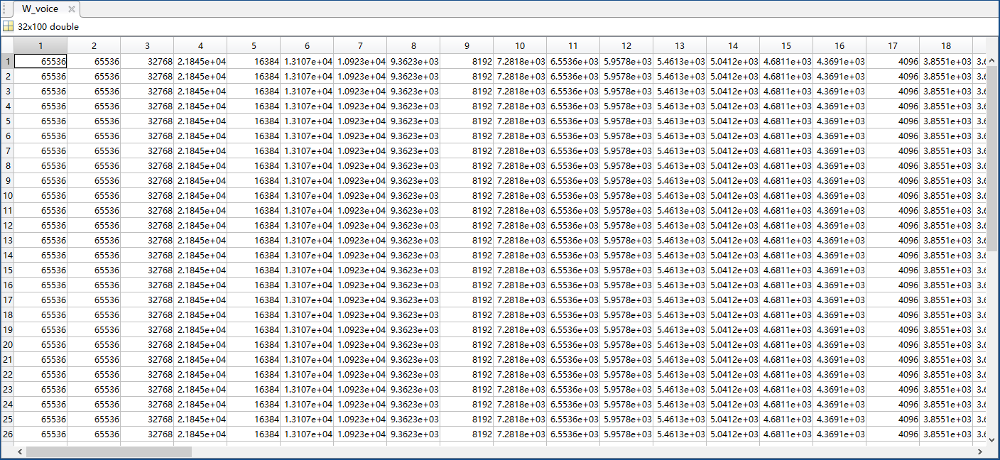 W_voice
32x100 double
1 2 3 4 5 6 7 8 9 10 11 12 13 14 15 16 17 18
1 65536 65536 32768 2.1845e+04 16384 1.3107e+04 1.0923e+04 9.3623e+03 8192 7.2818e+03 6.5536e+03 5.9578e+03 5.4613e+03 5.0412e+03 4.6811e+03 4.3691e+03 4096 3.8551e+03 3.6
2 65536 65536 32768 2.1845e+04 16384 1.3107e+04 1.0923e+04 9.3623e+03 8192 7.2818e+03 6.5536e+03 5.9578e+03 5.4613e+03 5.0412e+03 4.6811e+03 4.3691e+03 4096 3.8551e+03 3.6
3 65536 65536 32768 2.1845e+04 16384 1.3107e+04 1.0923e+04 9.3623e+03 8192 7.2818e+03 6.5536e+03 5.9578e+03 5.4613e+03 5.0412e+03 4.6811e+03 4.3691e+03 4096 3.8551e+03 3.6
4 65536 65536 32768 2.1845e+04 16384 1.3107e+04 1.0923e+04 9.3623e+03 8192 7.2818e+03 6.5536e+03 5.9578e+03 5.4613e+03 5.0412e+03 4.6811e+03 4.3691e+03 4096 3.8551e+03 3.6
5 65536 65536 32768 2.1845e+04 16384 1.3107e+04 1.0923e+04 9.3623e+03 8192 7.2818e+03 6.5536e+03 5.9578e+03 5.4613e+03 5.0412e+03 4.6811e+03 4.3691e+03 4096 3.8551e+03 3.6
6 65536 65536 32768 2.1845e+04 16384 1.3107e+04 1.0923e+04 9.3623e+03 8192 7.2818e+03 6.5536e+03 5.9578e+03 5.4613e+03 5.0412e+03 4.6811e+03 4.3691e+03 4096 3.8551e+03 3.6
7 65536 65536 32768 2.1845e+04 16384 1.3107e+04 1.0923e+04 9.3623e+03 8192 7.2818e+03 6.5536e+03 5.9578e+03 5.4613e+03 5.0412e+03 4.6811e+03 4.3691e+03 4096 3.8551e+03 3.6
8 65536 65536 32768 2.1845e+04 16384 1.3107e+04 1.0923e+04 9.3623e+03 8192 7.2818e+03 6.5536e+03 5.9578e+03 5.4613e+03 5.0412e+03 4.6811e+03 4.3691e+03 4096 3.8551e+03 3.6
9 65536 65536 32768 2.1845e+04 16384 1.3107e+04 1.0923e+04 9.3623e+03 8192 7.2818e+03 6.5536e+03 5.9578e+03 5.4613e+03 5.0412e+03 4.6811e+03 4.3691e+03 4096 3.8551e+03 3.6
10 65536 65536 32768 2.1845e+04 16384 1.3107e+04 1.0923e+04 9.3623e+03 8192 7.2818e+03 6.5536e+03 5.9578e+03 5.4613e+03 5.0412e+03 4.6811e+03 4.3691e+03 4096 3.8551e+03 3.6
11 65536 65536 32768 2.1845e+04 16384 1.3107e+04 1.0923e+04 9.3623e+03 8192 7.2818e+03 6.5536e+03 5.9578e+03 5.4613e+03 5.0412e+03 4.6811e+03 4.3691e+03 4096 3.8551e+03 3.6
12 65536 65536 32768 2.1845e+04 16384 1.3107e+04 1.0923e+04 9.3623e+03 8192 7.2818e+03 6.5536e+03 5.9578e+03 5.4613e+03 5.0412e+03 4.6811e+03 4.3691e+03 4096 3.8551e+03 3.6
13 65536 65536 32768 2.1845e+04 16384 1.3107e+04 1.0923e+04 9.3623e+03 8192 7.2818e+03 6.5536e+03 5.9578e+03 5.4613e+03 5.0412e+03 4.6811e+03 4.3691e+03 4096 3.8551e+03 3.6
14 65536 65536 32768 2.1845e+04 16384 1.3107e+04 1.0923e+04 9.3623e+03 8192 7.2818e+03 6.5536e+03 5.9578e+03 5.4613e+03 5.0412e+03 4.6811e+03 4.3691e+03 4096 3.8551e+03 3.6
15 65536 65536 32768 2.1845e+04 16384 1.3107e+04 1.0923e+04 9.3623e+03 8192 7.2818e+03 6.5536e+03 5.9578e+03 5.4613e+03 5.0412e+03 4.6811e+03 4.3691e+03 4096 3.8551e+03 3.6
16 65536 65536 32768 2.1845e+04 16384 1.3107e+04 1.0923e+04 9.3623e+03 8192 7.2818e+03 6.5536e+03 5.9578e+03 5.4613e+03 5.0412e+03 4.6811e+03 4.3691e+03 4096 3.8551e+03 3.6
17 65536 65536 32768 2.1845e+04 16384 1.3107e+04 1.0923e+04 9.3623e+03 8192 7.2818e+03 6.5536e+03 5.9578e+03 5.4613e+03 5.0412e+03 4.6811e+03 4.3691e+03 4096 3.8551e+03 3.6
18 65536 65536 32768 2.1845e+04 16384 1.3107e+04 1.0923e+04 9.3623e+03 8192 7.2818e+03 6.5536e+03 5.9578e+03 5.4613e+03 5.0412e+03 4.6811e+03 4.3691e+03 4096 3.8551e+03 3.6
19 65536 65536 32768 2.1845e+04 16384 1.3107e+04 1.0923e+04 9.3623e+03 8192 7.2818e+03 6.5536e+03 5.9578e+03 5.4613e+03 5.0412e+03 4.6811e+03 4.3691e+03 4096 3.8551e+03 3.6
20 65536 65536 32768 2.1845e+04 16384 1.3107e+04 1.0923e+04 9.3623e+03 8192 7.2818e+03 6.5536e+03 5.9578e+03 5.4613e+03 5.0412e+03 4.6811e+03 4.3691e+03 4096 3.8551e+03 3.6
21 65536 65536 32768 2.1845e+04 16384 1.3107e+04 1.0923e+04 9.3623e+03 8192 7.2818e+03 6.5536e+03 5.9578e+03 5.4613e+03 5.0412e+03 4.6811e+03 4.3691e+03 4096 3.8551e+03 3.6
22 65536 65536 32768 2.1845e+04 16384 1.3107e+04 1.0923e+04 9.3623e+03 8192 7.2818e+03 6.5536e+03 5.9578e+03 5.4613e+03 5.0412e+03 4.6811e+03 4.3691e+03 4096 3.8551e+03 3.6
23 65536 65536 32768 2.1845e+04 16384 1.3107e+04 1.0923e+04 9.3623e+03 8192 7.2818e+03 6.5536e+03 5.9578e+03 5.4613e+03 5.0412e+03 4.6811e+03 4.3691e+03 4096 3.8551e+03 3.6
24 65536 65536 32768 2.1845e+04 16384 1.3107e+04 1.0923e+04 9.3623e+03 8192 7.2818e+03 6.5536e+03 5.9578e+03 5.4613e+03 5.0412e+03 4.6811e+03 4.3691e+03 4096 3.8551e+03 3.6
25 65536 65536 32768 2.1845e+04 16384 1.3107e+04 1.0923e+04 9.3623e+03 8192 7.2818e+03 6.5536e+03 5.9578e+03 5.4613e+03 5.0412e+03 4.6811e+03 4.3691e+03 4096 3.8551e+03 3.6
26 65536 65536 32768 2.1845e+04 16384 1.3107e+04 1.0923e+04 9.3623e+03 8192 7.2818e+03 6.5536e+03 5.9578e+03 5.4613e+03 5.0412e+03 4.6811e+03 4.3691e+03 4096 3.8551e+03 3.6